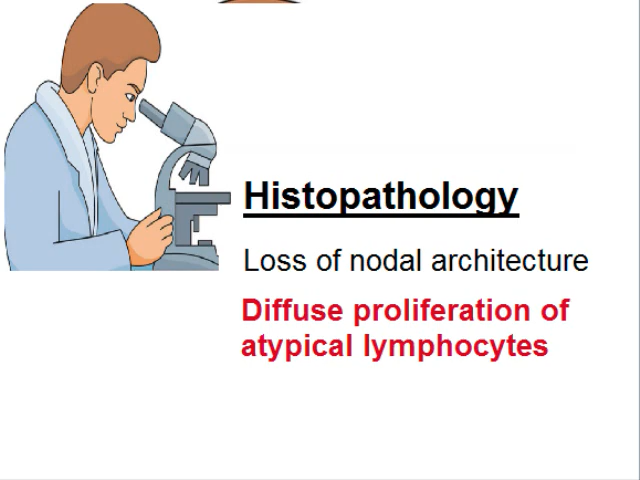 Histopathology
Loss of nodal architecture
Diffuse proliferation of
atypical lymphocytes